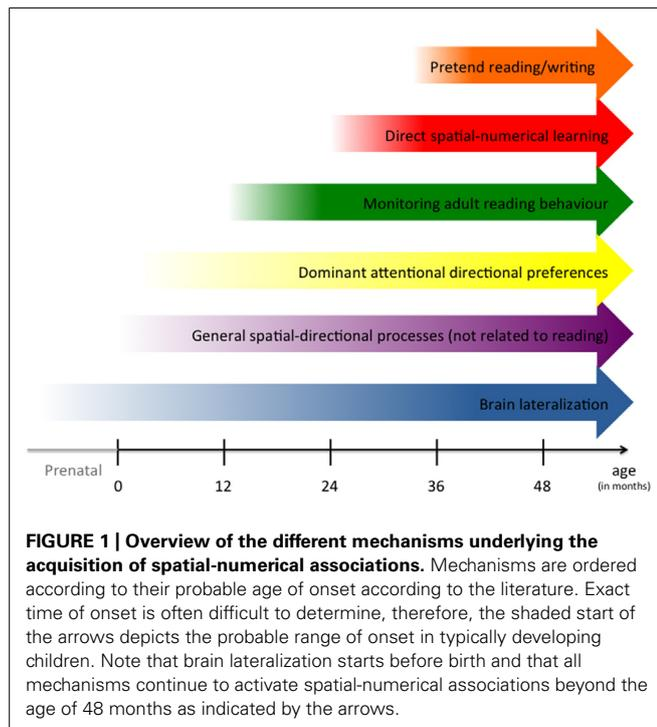 Pretend reading/writing
Direct spatial-numerical learning
Monitoring adult reading behaviour
Dominant attentional directional preferences
General spatial-directional processes (not related to reading)
Brain lateralization
Prenatal
0 12 24 36 48
age
(in months)
FIGURE 1 | Overview of the different mechanisms underlying the
acquisition of spatial-numerical associations. Mechanisms are ordered
according to their probable age of onset according to the literature. Exact
time of onset is often difficult to determine, therefore, the shaded start of
the arrows depicts the probable range of onset in typically developing
children. Note that brain lateralization starts before birth and that all
mechanisms continue to activate spatial-numerical associations beyond the
age of 48 months as indicated by the arrows.